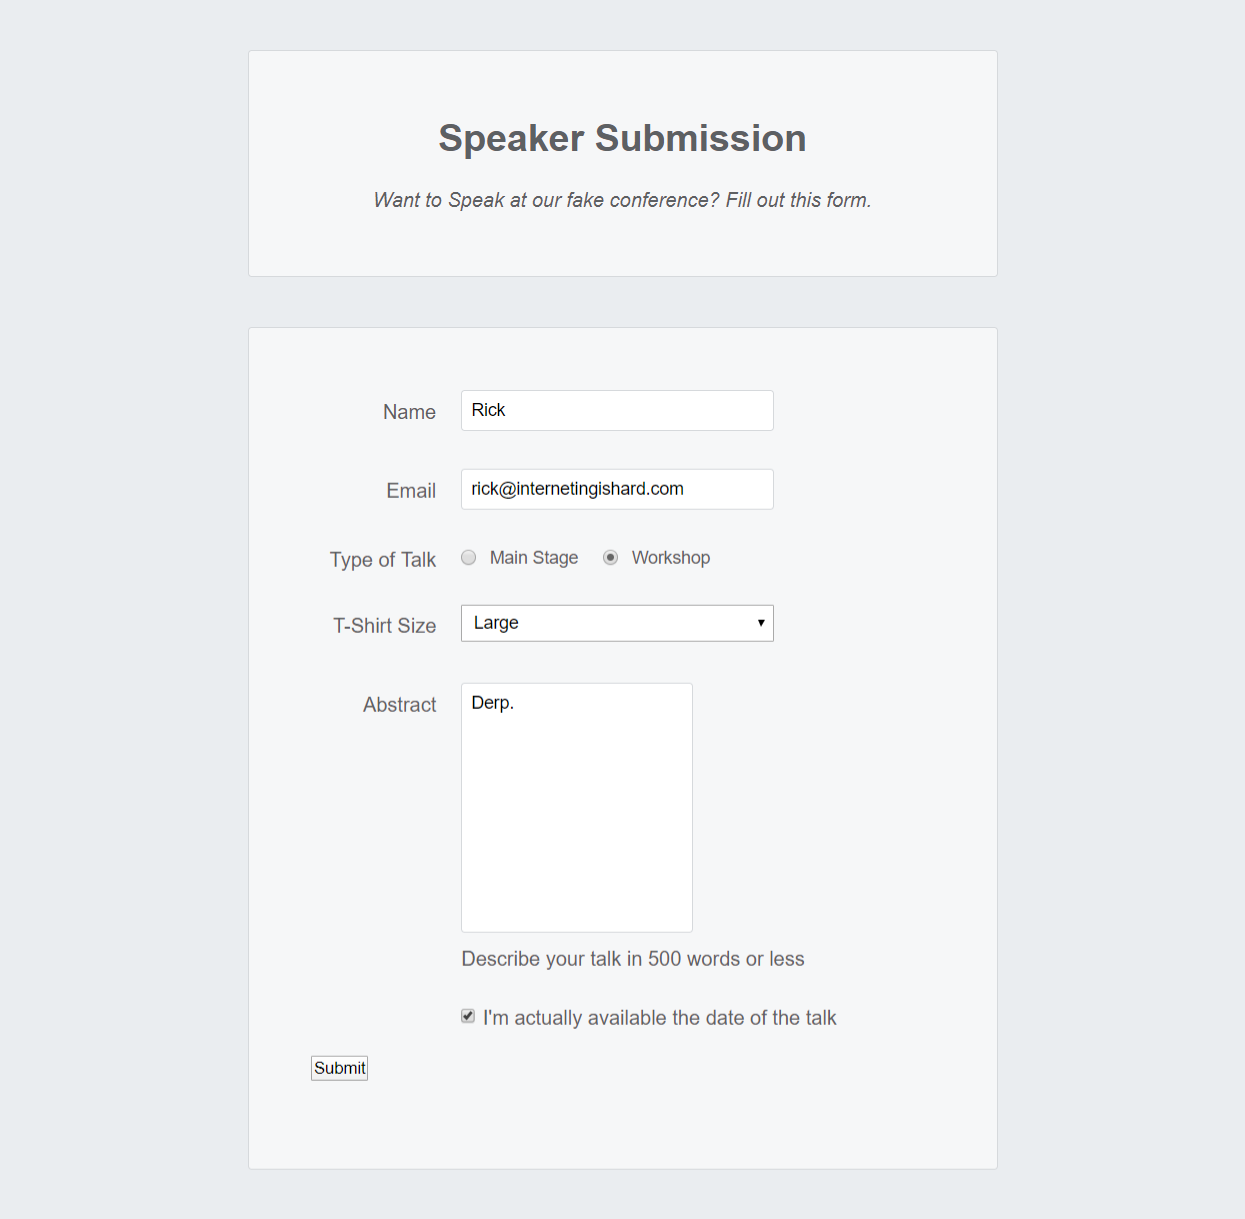 Speaker Submission
Want to Speak at our fake conference? Fill out this form.
Name Rick
Email rick@internetingishard.com
Type of Talk Main Stage Workshop
T-Shirt Size Large
Abstract Derp.
Describe your talk in 500 words or less
I'm actually available the date of the talk
Submit